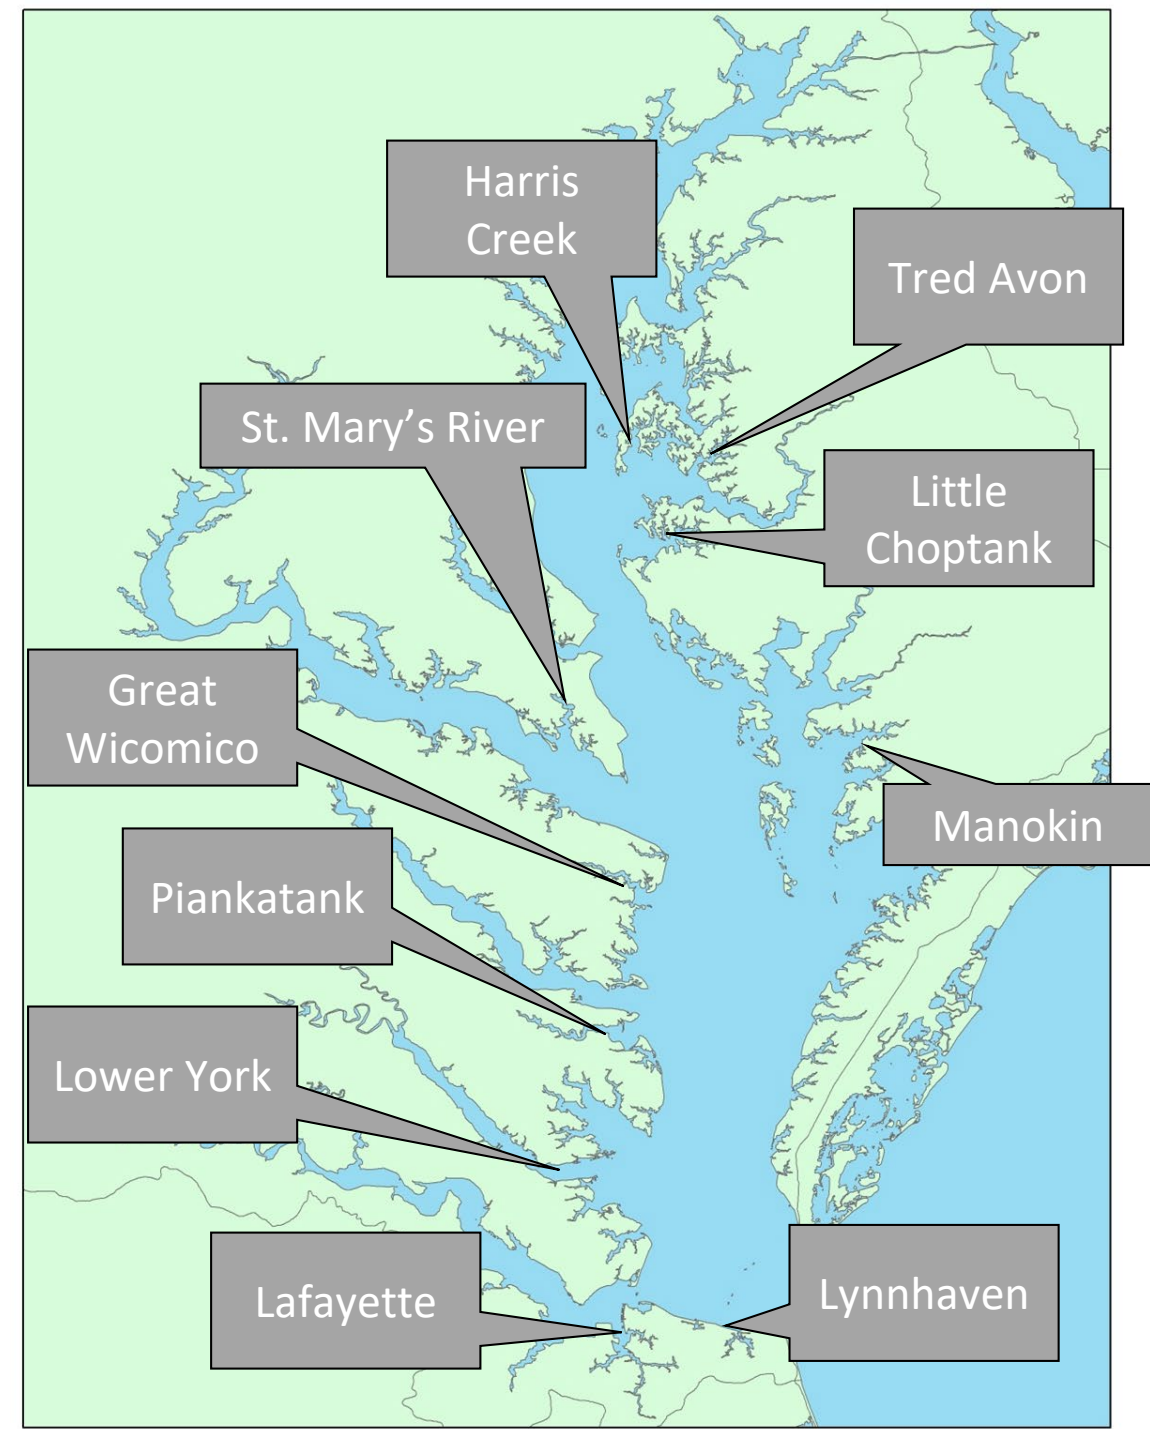 Harris
Creek
Tred Avon
St. Mary’s River
Little
Choptank
Great
Wicomico
Manokin
Piankatank
Lower York
Lafayette
Lynnhaven